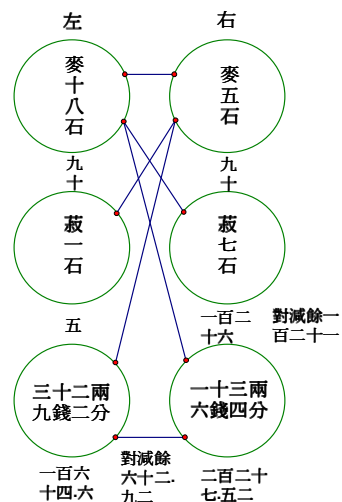 左
右
麥十八石
麥五石
九十
九十
菽一石
菽七石
五
一百二
十六
對減餘一
百二十一
三十二兩
九錢二分
一十三兩
六錢四分
一百六
十四.六
對減餘
六十二.
九二
二百二十
七.五二